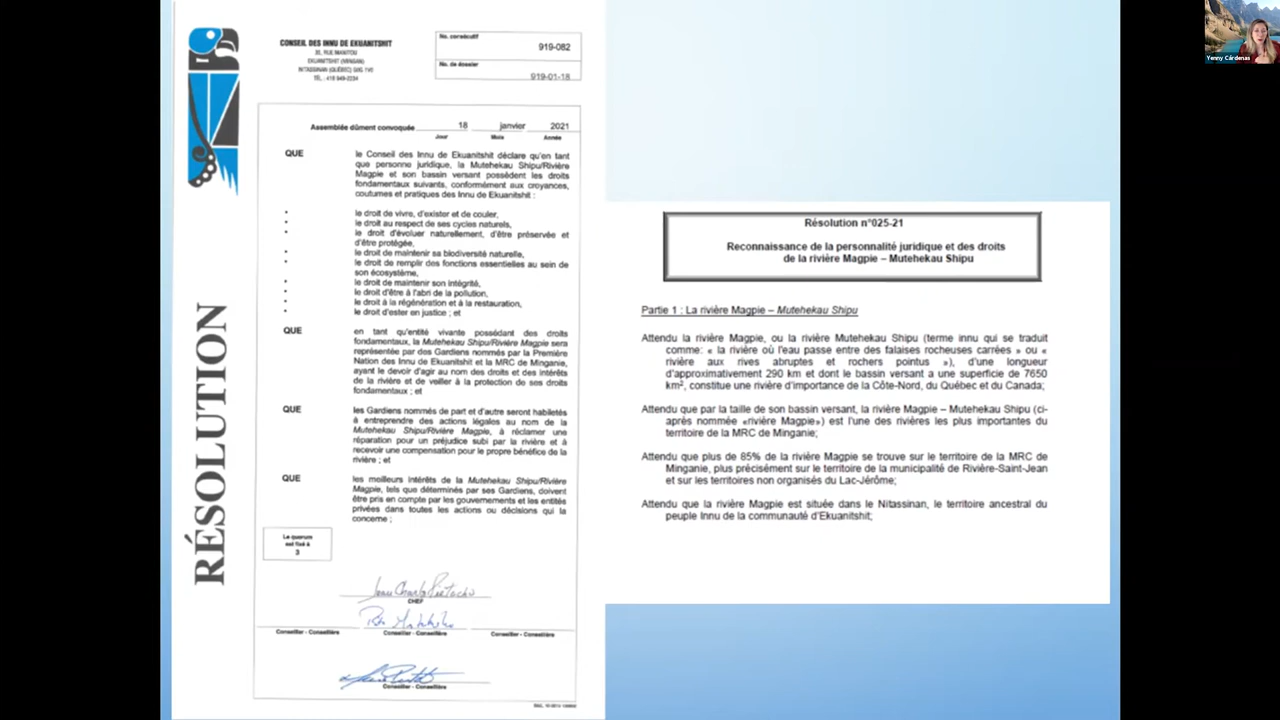 RÉSOLUTION
CONSEIL DES INNU DE EKUANITSHIT
EKUANITSHIT (MINGAN)
No. consécutif
919-082
No. de dossier
919-01-18
Assemblée dûment convoquée 18 janvier 2021
Jour Mois Année
QUE le Conseil des Innu de Ekuanitshit déclare qu'en tant
que personne juridique, la Mutehekau Shipu/Rivière
Magpie et son bassin versant possèdent les droits
fondamentaux suivants, conformément aux croyances,
coutumes et pratiques des Innu de Ekuanitshit :
• le droit de vivre, d'exister et de couler,
• le droit au respect de ses cycles naturels,
• le droit d'évoluer naturellement, d'être préservée et
d'être protégée,
• le droit de maintenir sa biodiversité naturelle,
• le droit de remplir des fonctions essentielles au sein de
son écosystème,
• le droit de maintenir son intégrité,
• le droit d'être à l'abri de la pollution,
• le droit à la régénération et à la restauration,
• le droit d'ester en justice ; et
QUE en tant qu'entité vivante possédant des droits
fondamentaux, la Mutehekau Shipu/Rivière Magpie sera
représentée par des Gardiens nommés par la Première
Nation des Innu de Ekuanitshit et la MRC de Minganie,
ayant le devoir d'agir au nom des droits et des intérêts
de la rivière et de veiller à la protection de ses droits
fondamentaux ; et
QUE les Gardiens nommés de part et d'autre seront habiletés
à entreprendre des actions légales au nom de la
Mutehekau Shipu/Rivière Magpie, à réclamer une
réparation pour un préjudice subi par la rivière et à
recevoir une compensation pour le propre bénéfice de la
rivière ; et
QUE les meilleurs intérêts de la Mutehekau Shipu/Rivière
Magpie, tels que déterminés par ses Gardiens, doivent
être pris en compte par les gouvernements et les entités
privées dans toutes les actions ou décisions qui la
concerne ;
Le quorum
est fixé à
3
CHEF
Conseiller - Conseillère Conseiller - Conseillère Conseiller - Conseillère
Conseiller - Conseillère
Résolution n°025-21
Reconnaissance de la personnalité juridique et des droits
de la rivière Magpie – Mutehekau Shipu
Partie 1 : La rivière Magpie – Mutehekau Shipu
Attendu la rivière Magpie, ou la rivière Mutehekau Shipu (terme innu qui se traduit
comme: « la rivière où l'eau passe entre des falaises rocheuses carrées » ou «
rivière aux rives abruptes et rochers pointus »), d'une longueur
d'approximativement 290 km et dont le bassin versant a une superficie de 7650
km², constitue une rivière d'importance de la Côte-Nord, du Québec et du Canada;
Attendu que par la taille de son bassin versant, la rivière Magpie – Mutehekau Shipu (ci-
après nommée «rivière Magpie») est l'une des rivières les plus importantes du
territoire de la MRC de Minganie;
Attendu que plus de 85% de la rivière Magpie se trouve sur le territoire de la MRC de
Minganie, plus précisément sur le territoire de la municipalité de Rivière-Saint-Jean
et sur les territoires non organisés du Lac-Jérôme;
Attendu que la rivière Magpie est située dans le Nitassinan, le territoire ancestral du
peuple Innu de la communauté d'Ekuanitshit;
Yenny Cárdenas